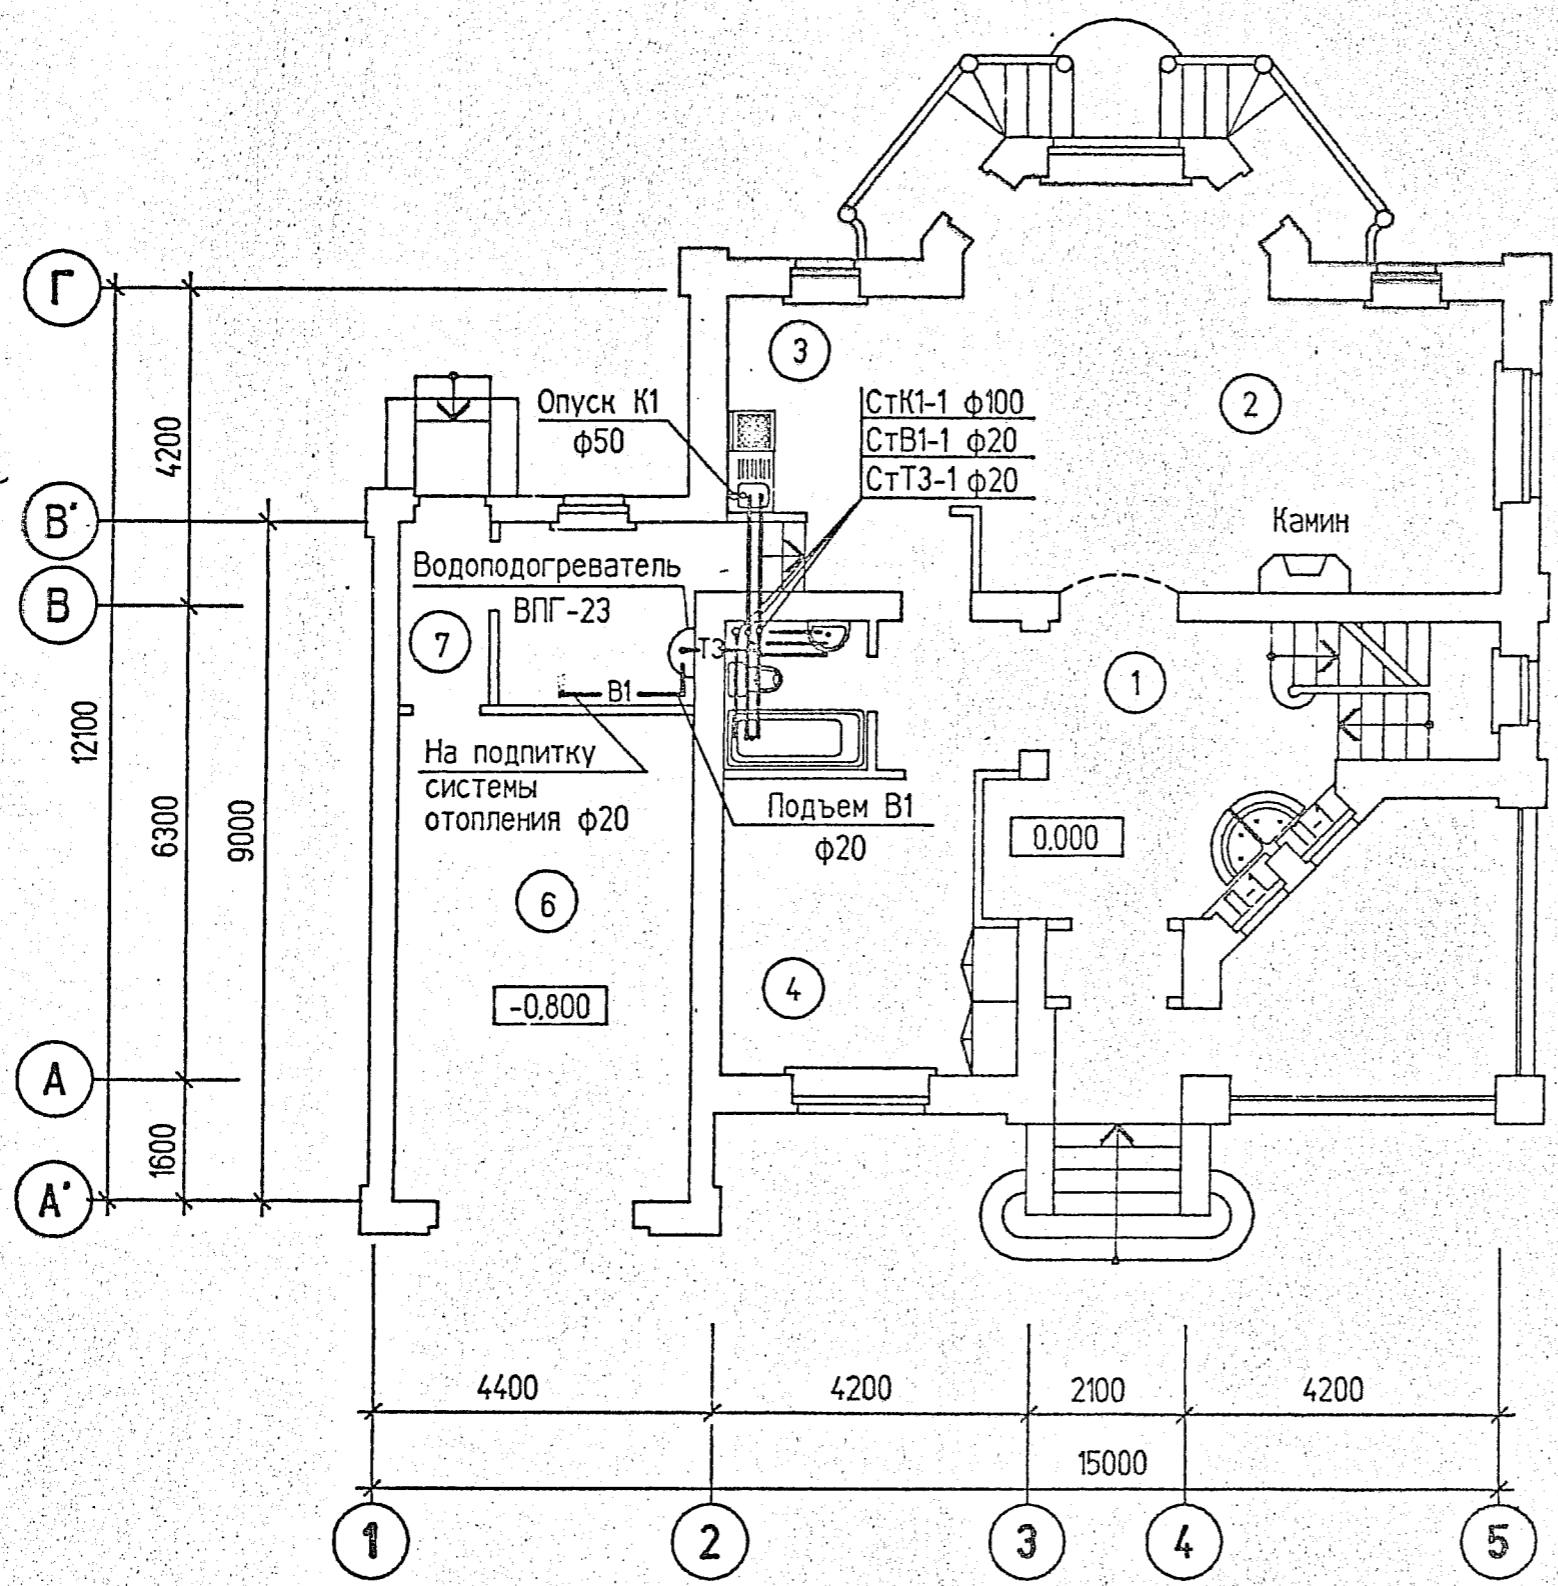 Г
3
2
Опуск К1
ф50
СтК1-1 ф100
СтВ1-1 ф20
СтТ3-1 ф20
4200
В'
Камин
Водоподогреватель
ВПГ-23
В
7
Т3
1
В1
12100
На подпитку
системы
отопления ф20
Подъем В1
ф20
0.000
6300
9000
6
4
-0.800
А
1600
А'
4400
4200
2100
4200
15000
1
2
3
4
5